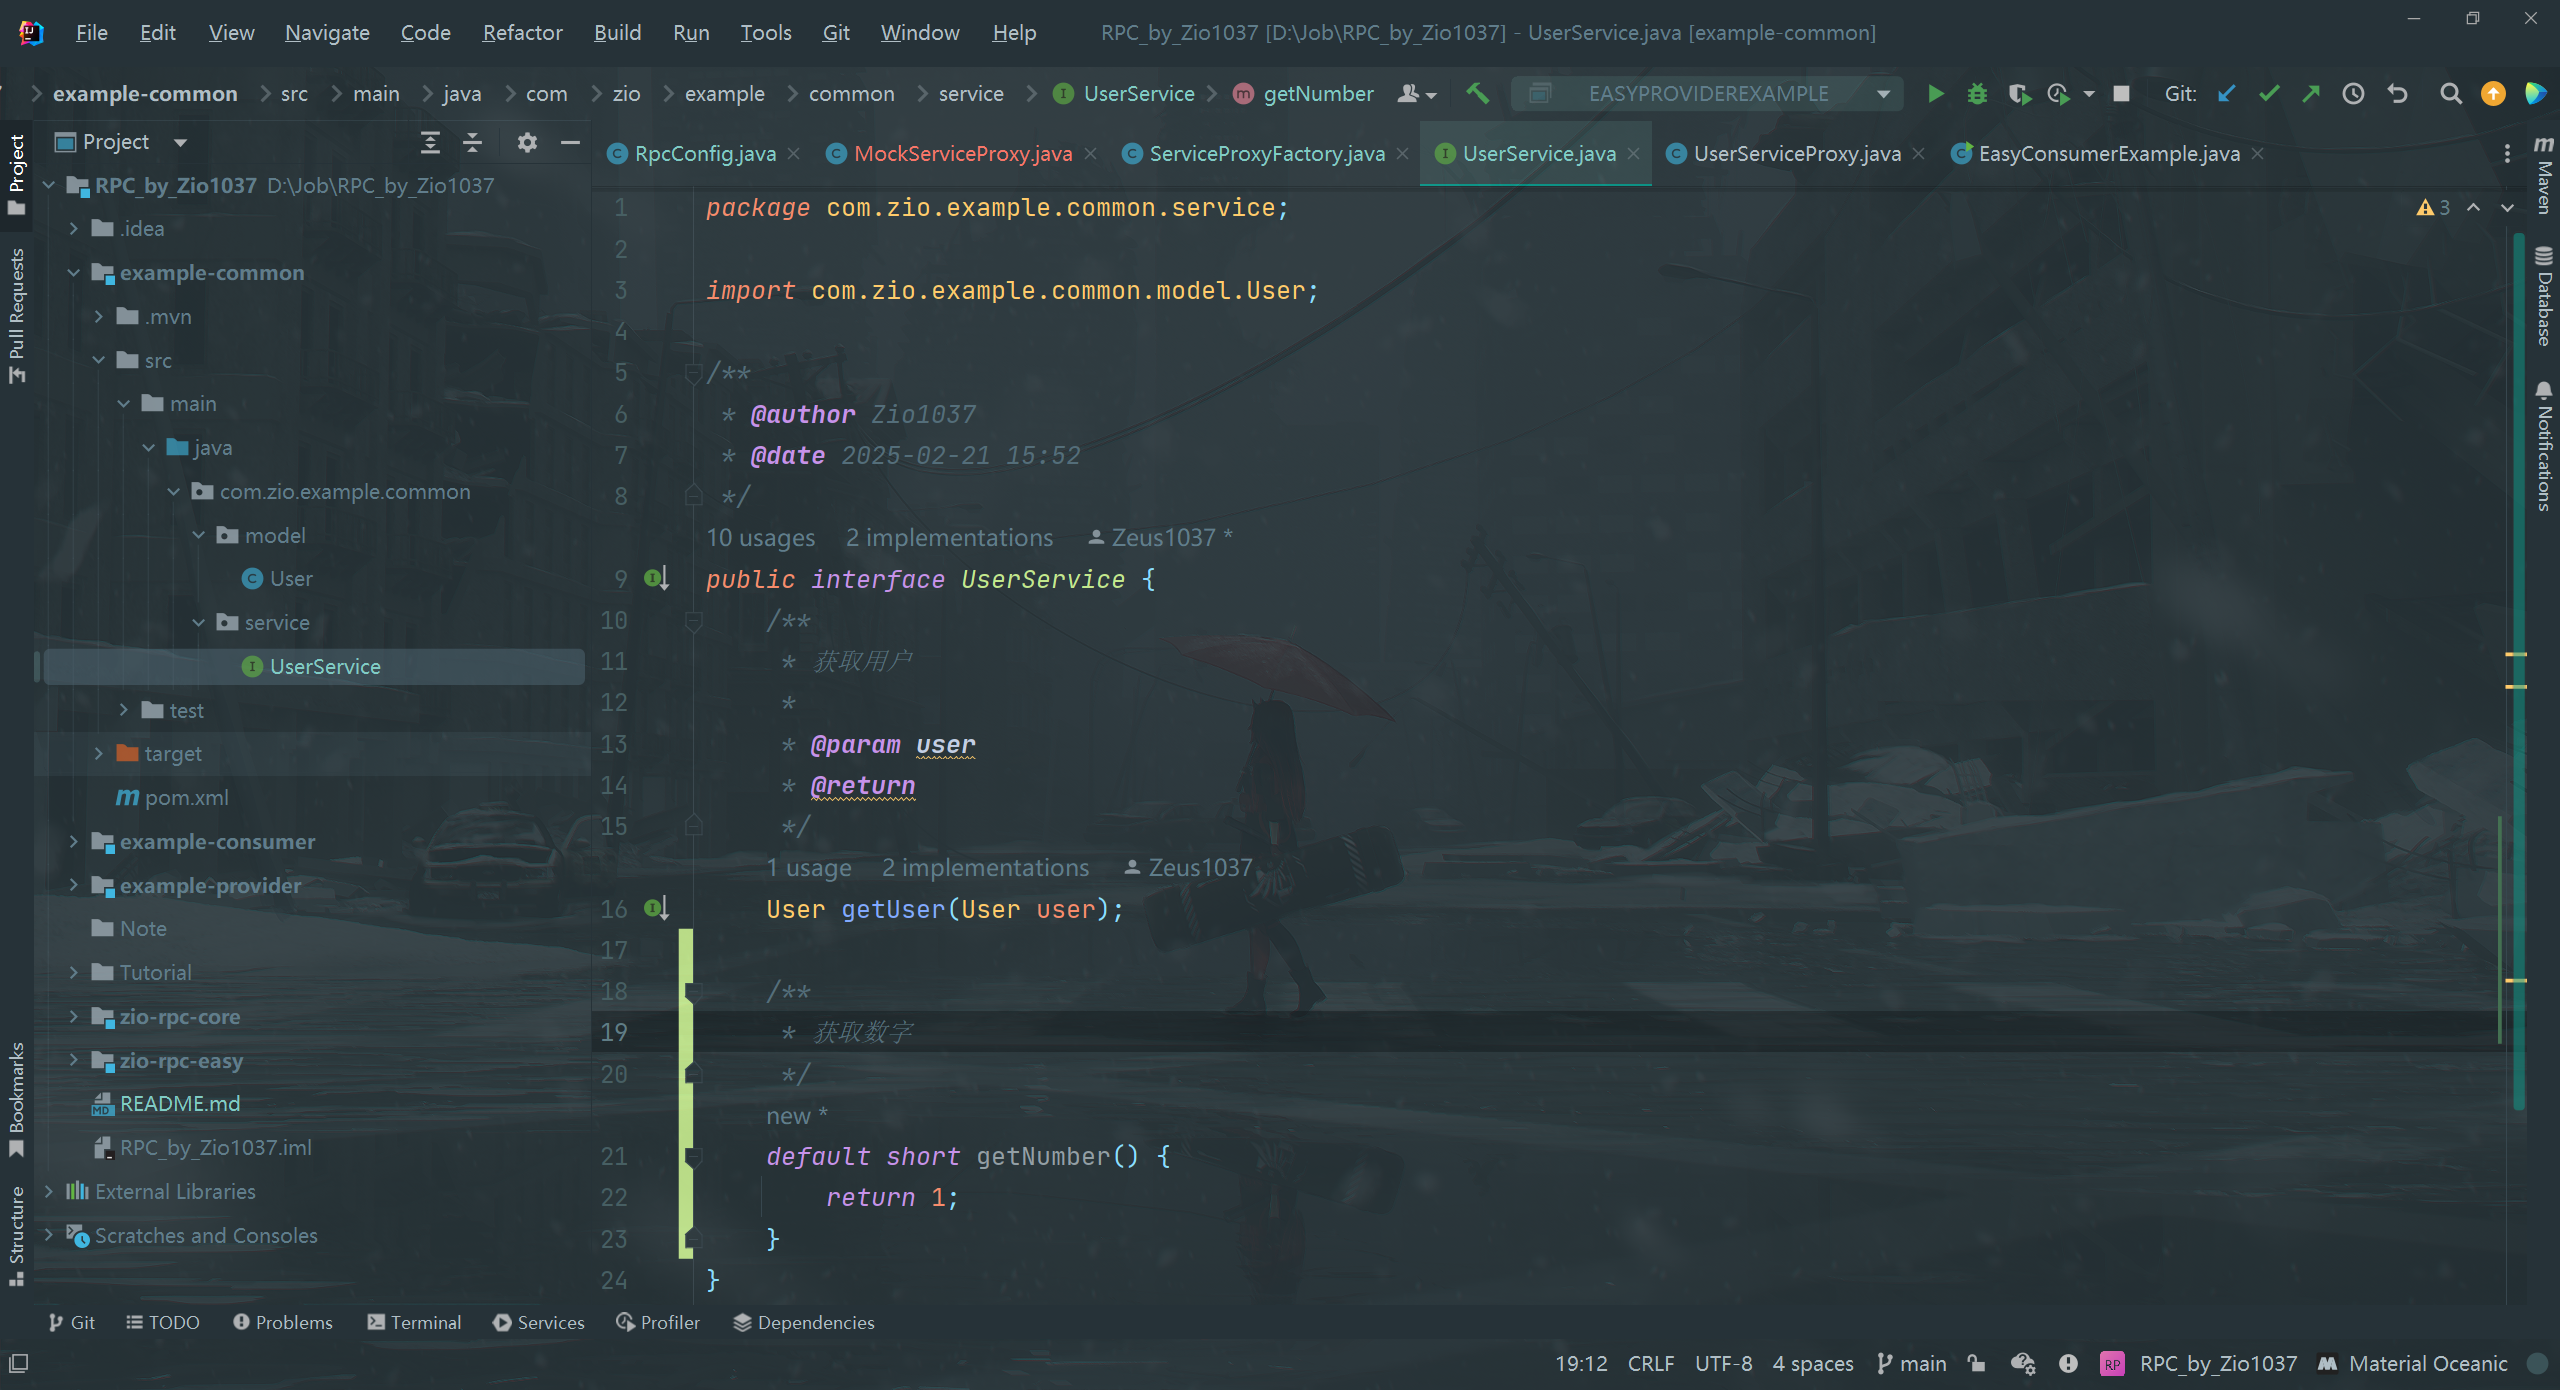 File Edit View Navigate Code Refactor Build Run Tools Git Window Help RPC_by_Zio1037 [D:\Job\RPC_by_Zio1037] - UserService.java [example-common]
example-common src main java com zio example common service UserService getNumber EASYPROVIDEREXAMPLE Git:
Project
RpcConfig.java MockServiceProxy.java ServiceProxyFactory.java UserService.java UserServiceProxy.java EasyConsumerExample.java
Project
Pull Requests
Bookmarks
Structure
RPC_by_Zio1037 D:\Job\RPC_by_Zio1037
.idea
example-common
.mvn
src
main
java
com.zio.example.common
model
User
service
UserService
test
target
pom.xml
example-consumer
example-provider
Note
Tutorial
zio-rpc-core
zio-rpc-easy
README.md
RPC_by_Zio1037.iml
External Libraries
Scratches and Consoles
1 package com.zio.example.common.service;
2
3 import com.zio.example.common.model.User;
4
5 /**
6 * @author Zio1037
7 * @date 2025-02-21 15:52
8 */
10 usages 2 implementations Zeus1037 *
9 public interface UserService {
10 /**
11 * 获取用户
12 *
13 * @param user
14 * @return
15 */
1 usage 2 implementations Zeus1037
16 User getUser(User user);
17
18 /**
19 * 获取数字
20 */
new *
21 default short getNumber() {
22 return 1;
23 }
24 }
3
Maven
Database
Notifications
Git TODO Problems Terminal Services Profiler Dependencies
19:12 CRLF UTF-8 4 spaces main RP RPC_by_Zio1037 Material Oceanic